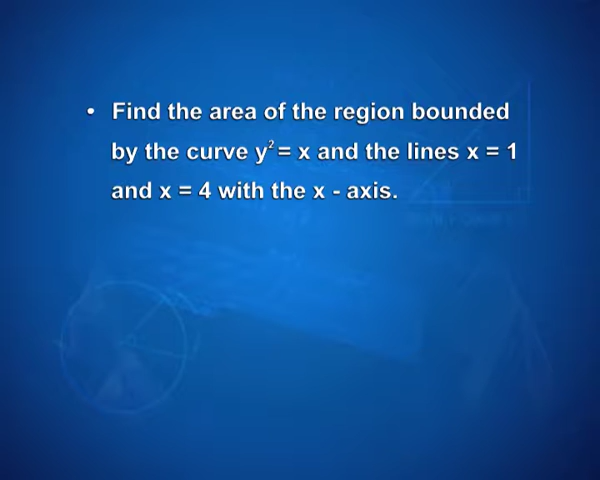 • Find the area of the region bounded
by the curve y² = x and the lines x = 1
and x = 4 with the x - axis.